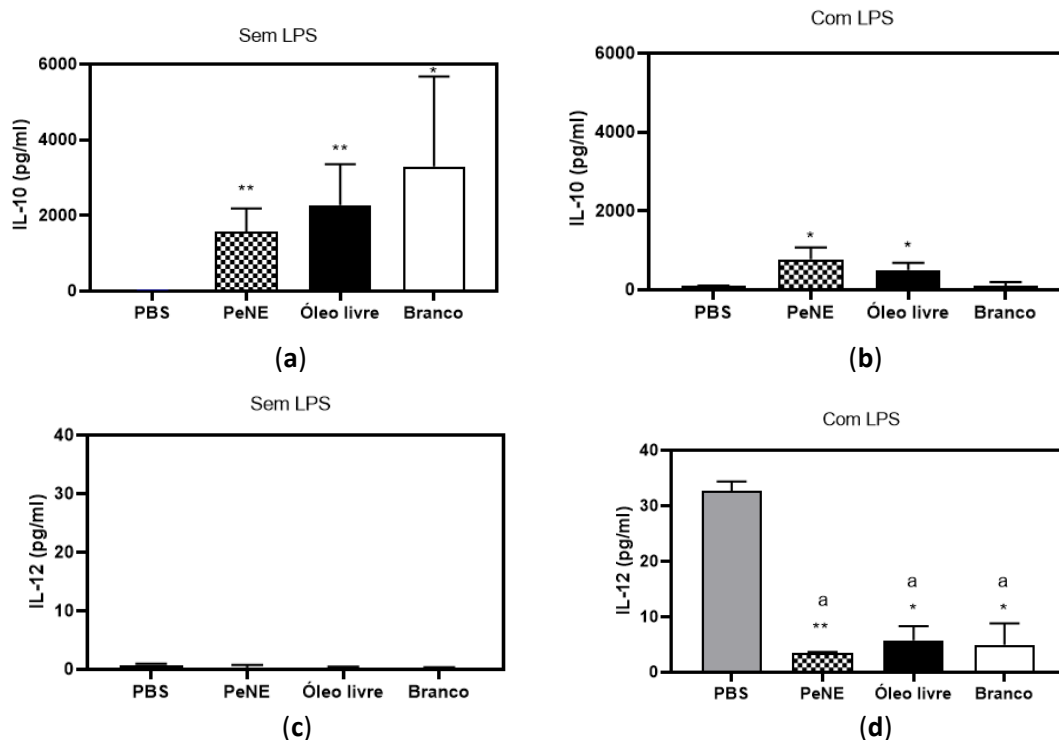 Sem LPS
6000
4000
2000
0
IL-10 (pg/ml)
**
**
*
PBS PeNE Óleo livre Branco
(a)
Com LPS
6000
4000
2000
0
IL-10 (pg/ml)
*
*
PBS PeNE Óleo livre Branco
(b)
Sem LPS
40
30
20
10
0
IL-12 (pg/ml)
PBS PeNE Óleo livre Branco
(c)
Com LPS
40
30
20
10
0
IL-12 (pg/ml)
a a a
** * *
PBS PeNE Óleo livre Branco
(d)